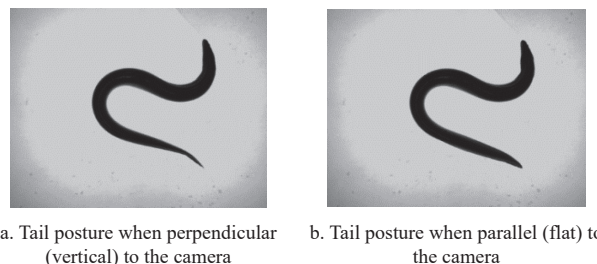 a. Tail posture when perpendicular
(vertical) to the camera
b. Tail posture when parallel (flat) to
the camera